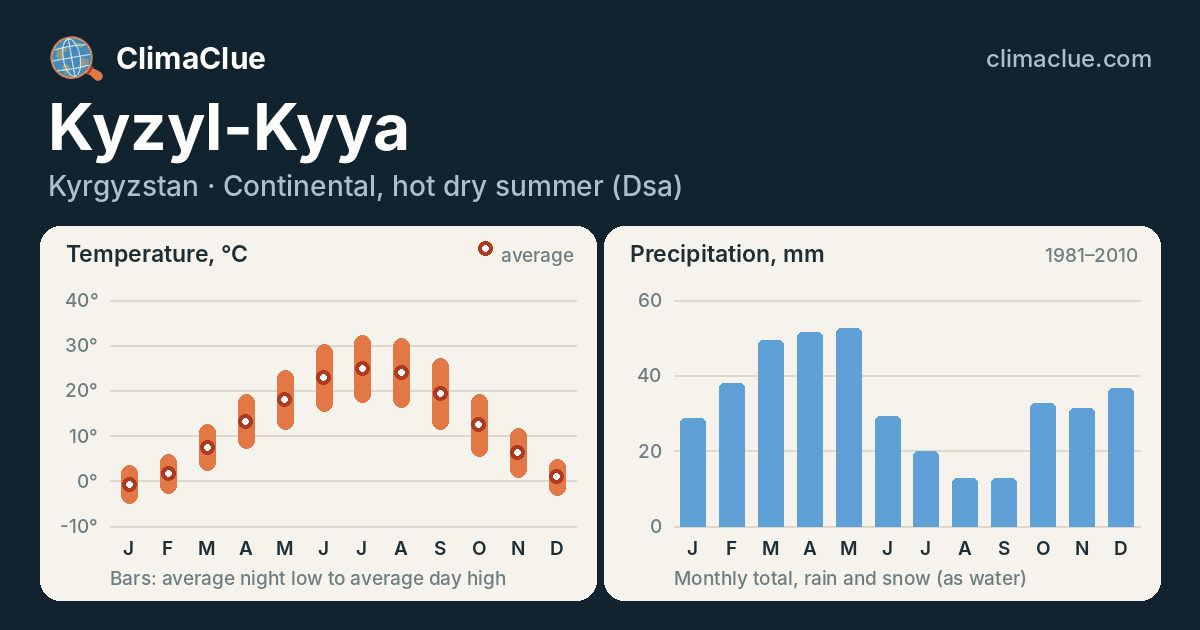 ClimaClue
climaclue.com
Kyzyl-Kyya
Kyrgyzstan · Continental, hot dry summer (Dsa)
Temperature, °C
average
40°
30°
20°
10°
0°
-10°
J F M A M J J A S O N D
Bars: average night low to average day high
Precipitation, mm
1981–2010
60
40
20
0
J F M A M J J A S O N D
Monthly total, rain and snow (as water)